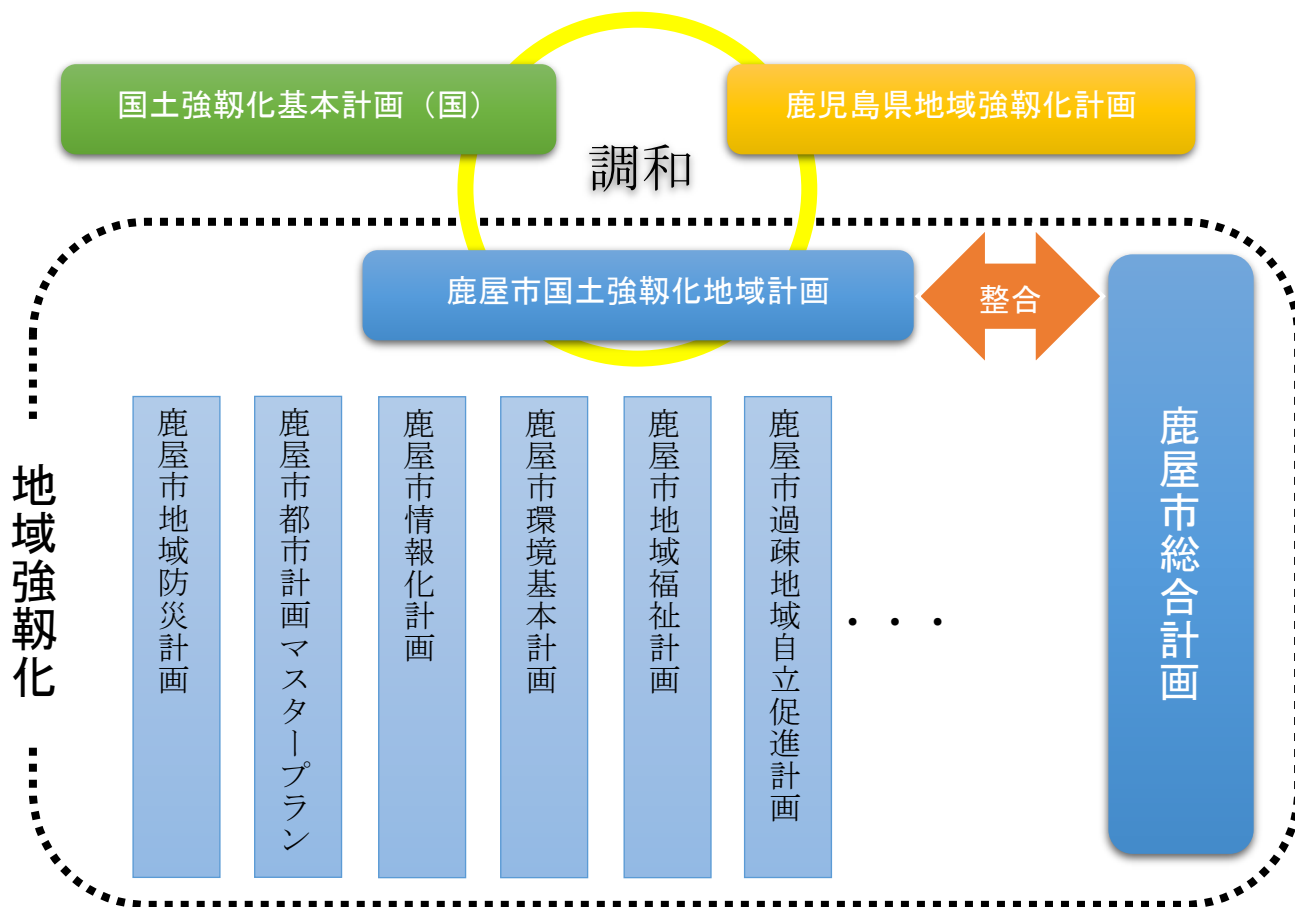 国土強靱化基本計画（国）
鹿児島県地域強靱化計画
調和
鹿屋市国土強靱化地域計画
整合
鹿屋市総合計画
地域強靱化
鹿屋市地域防災計画
鹿屋市都市計画マスタープラン
鹿屋市情報化計画
鹿屋市環境基本計画
鹿屋市地域福祉計画
鹿屋市過疎地域自立促進計画
・・・